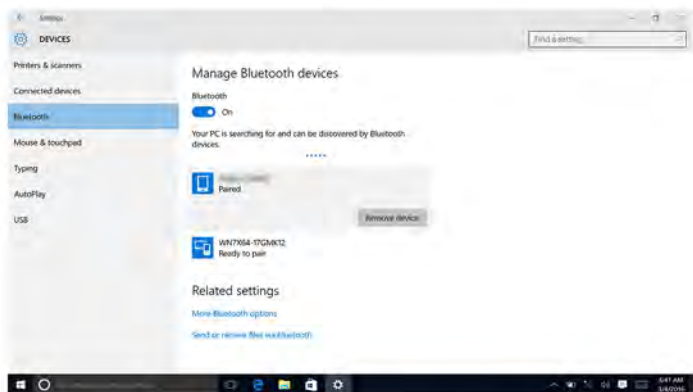 Settings
DEVICES
Find a setting
Printers & scanners
Connected devices
Bluetooth
Mouse & touchpad
Typing
AutoPlay
USB
Manage Bluetooth devices
Bluetooth
On
Your PC is searching for and can be discovered by Bluetooth
devices.
Paired
Remove device
WN7X64-17GMK12
Ready to pair
Related settings
More Bluetooth options
Send or receive files via Bluetooth